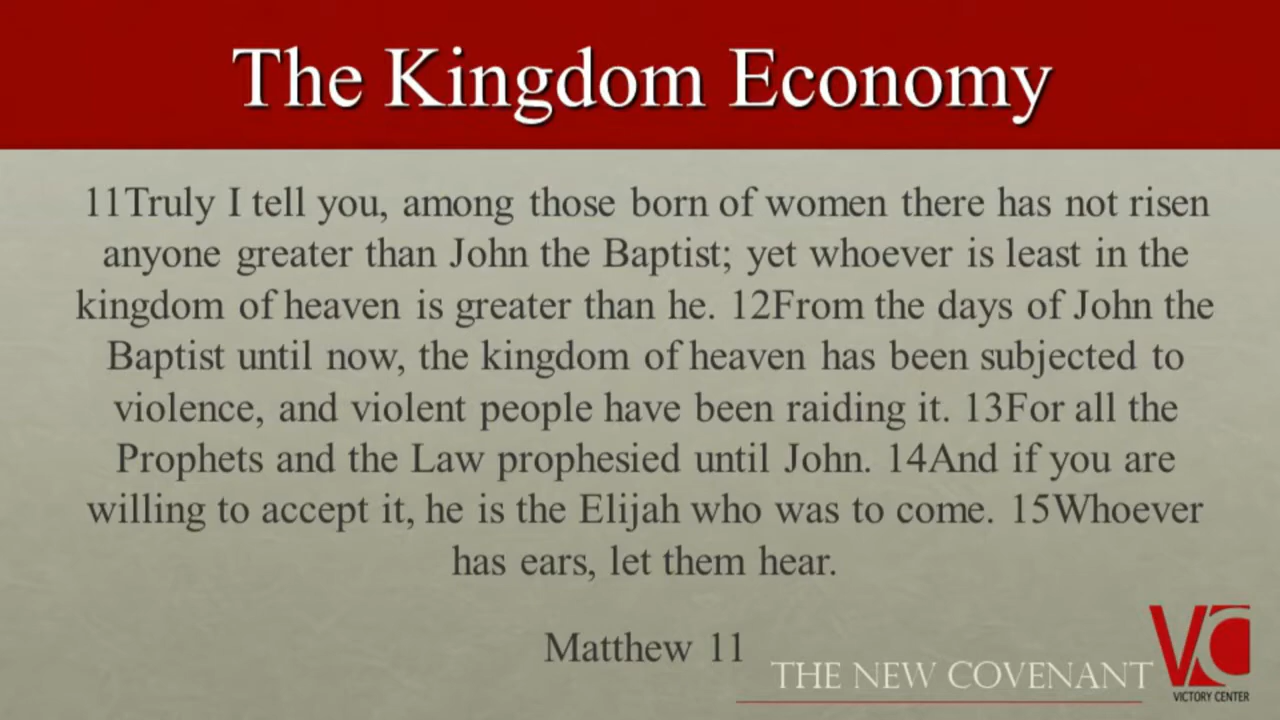 The Kingdom Economy
11Truly I tell you, among those born of women there has not risen
anyone greater than John the Baptist; yet whoever is least in the
kingdom of heaven is greater than he. 12From the days of John the
Baptist until now, the kingdom of heaven has been subjected to
violence, and violent people have been raiding it. 13For all the
Prophets and the Law prophesied until John. 14And if you are
willing to accept it, he is the Elijah who was to come. 15Whoever
has ears, let them hear.
Matthew 11
THE NEW COVENANT
VC
VICTORY CENTER